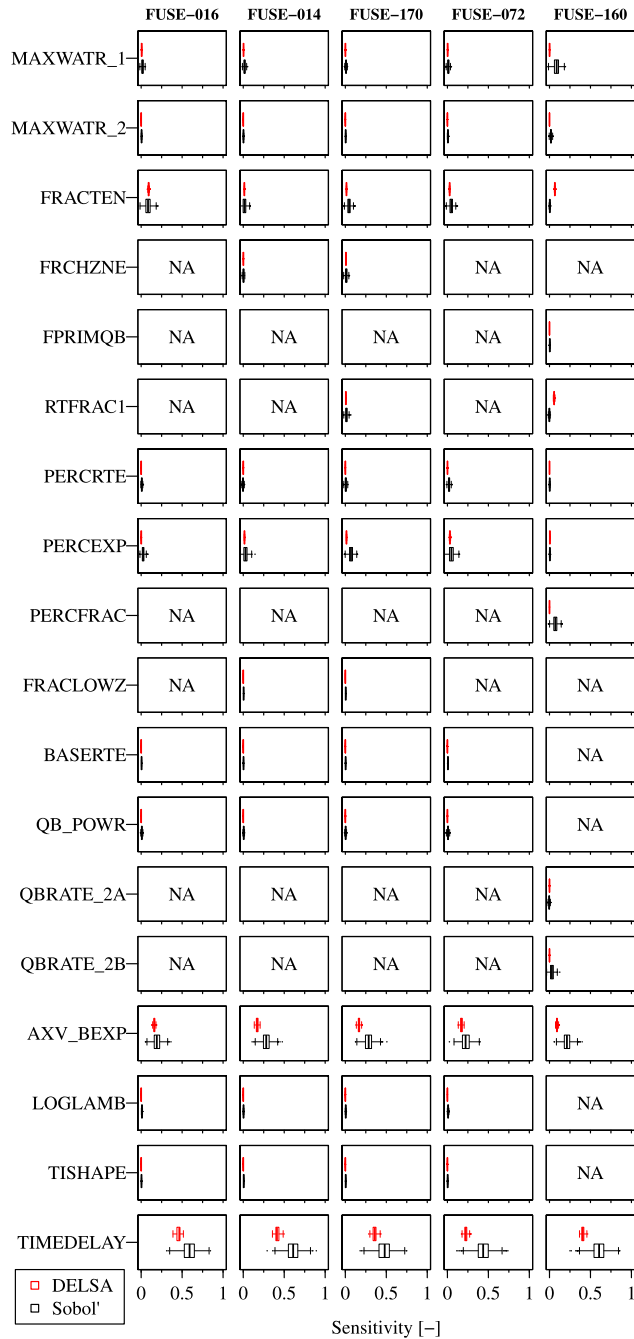 FUSE−016 FUSE−014 FUSE−170 FUSE−072 FUSE−160
MAXWATR_1
MAXWATR_2
FRACTEN
FRCHZNE NA NA NA
FPRIMQB NA NA NA NA
RTFRAC1 NA NA NA
PERCRTE
PERCEXP
PERCFRAC NA NA NA NA
FRACLOWZ NA NA NA
BASERTE NA
QB_POWR NA
QBRATE_2A NA NA NA NA
QBRATE_2B NA NA NA NA
AXV_BEXP
LOGLAMB NA
TISHAPE NA
TIMEDELAY
0 0.5 1 0 0.5 1 0 0.5 1 0 0.5 1 0 0.5 1
DELSA
Sobol'
Sensitivity [−]